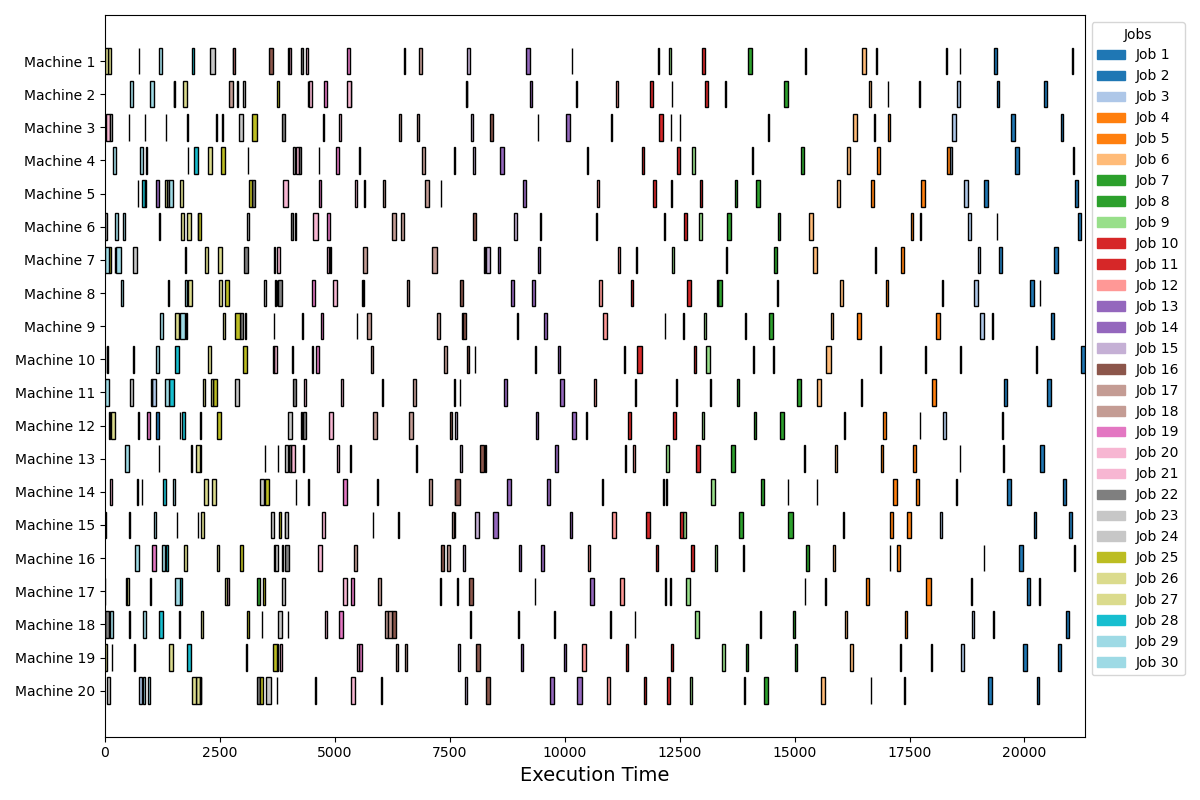 Machine 1
Machine 2
Machine 3
Machine 4
Machine 5
Machine 6
Machine 7
Machine 8
Machine 9
Machine 10
Machine 11
Machine 12
Machine 13
Machine 14
Machine 15
Machine 16
Machine 17
Machine 18
Machine 19
Machine 20
0 2500 5000 7500 10000 12500 15000 17500 20000
Execution Time
Jobs
Job 1
Job 2
Job 3
Job 4
Job 5
Job 6
Job 7
Job 8
Job 9
Job 10
Job 11
Job 12
Job 13
Job 14
Job 15
Job 16
Job 17
Job 18
Job 19
Job 20
Job 21
Job 22
Job 23
Job 24
Job 25
Job 26
Job 27
Job 28
Job 29
Job 30